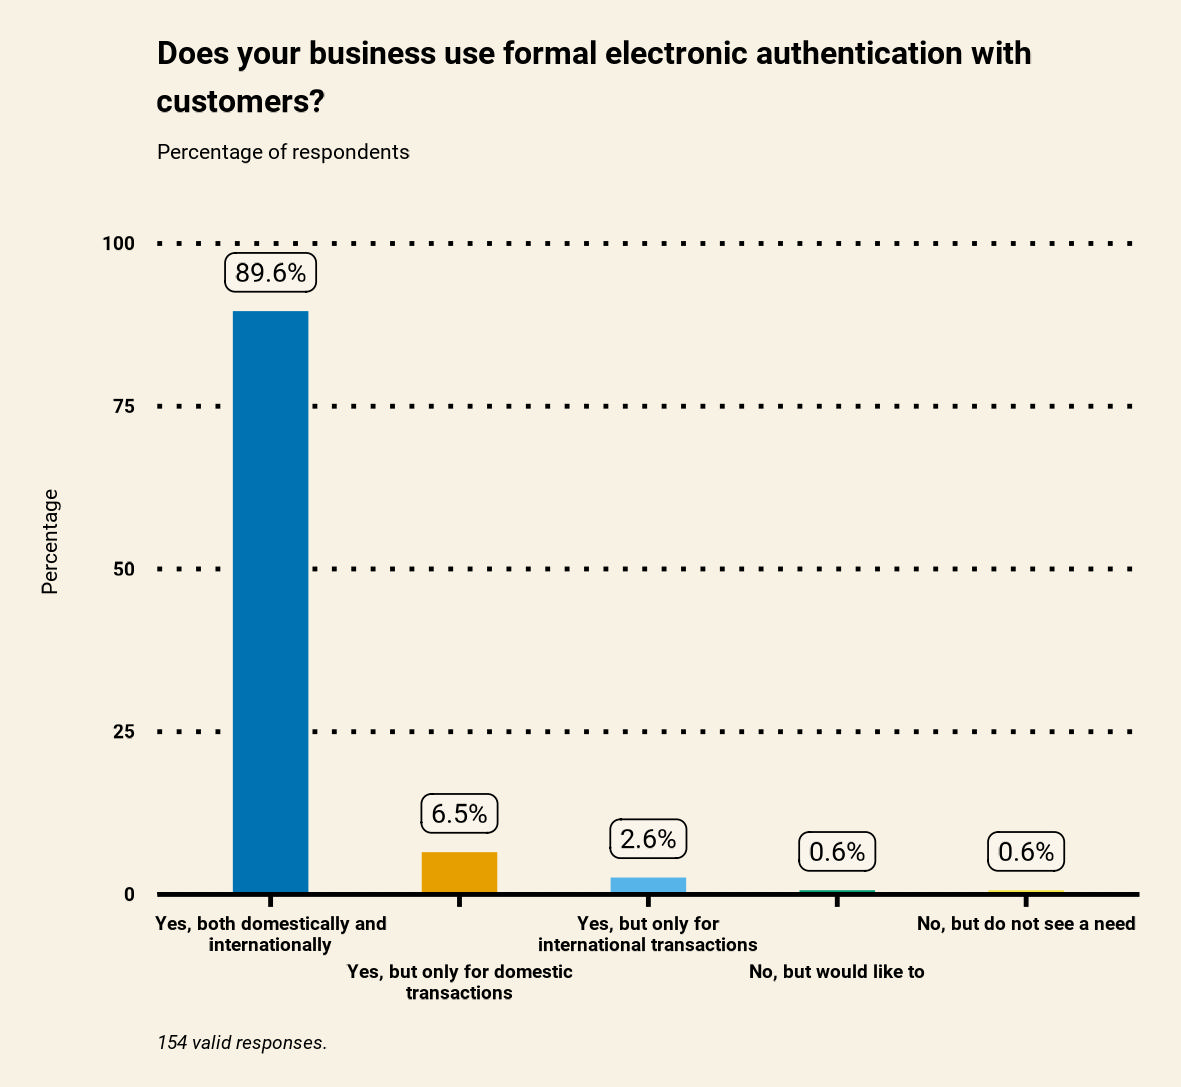 Does your business use formal electronic authentication with
customers?
Percentage of respondents
Percentage
100
75
50
25
0
89.6%
6.5%
2.6%
0.6%
0.6%
Yes, both domestically and
internationally
Yes, but only for domestic
transactions
Yes, but only for
international transactions
No, but would like to
No, but do not see a need
154 valid responses.